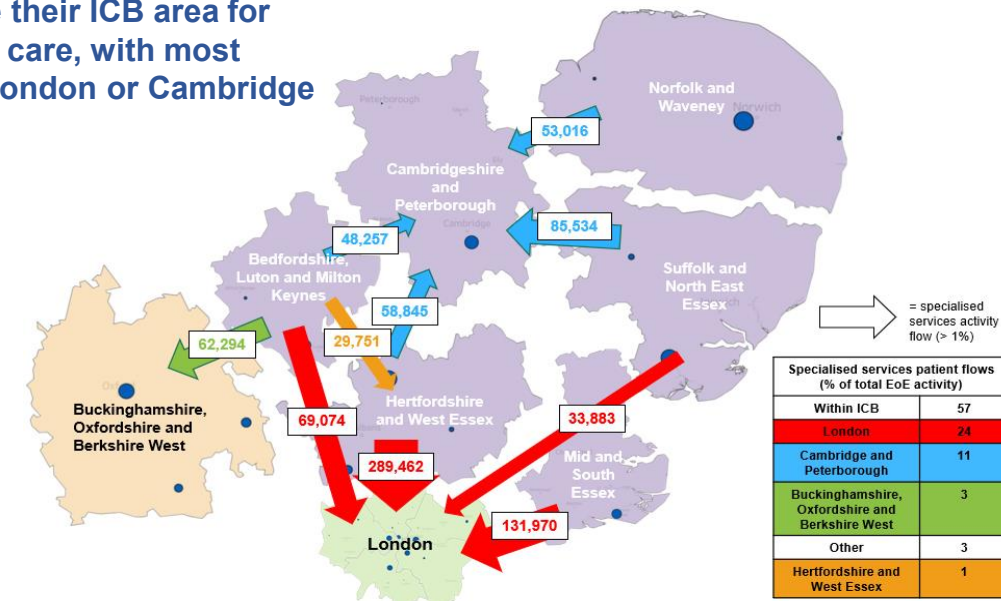 their ICB area for
care, with most
ondon or Cambridge
Peterborough
Norfolk and
Waveney
Norwich
53,016
Cambridgeshire
and
Peterborough
Cambridge
85,534
48,257
Bedfordshire,
Luton and Milton
Keynes
Suffolk and
North East
Essex
58,845
= specialised
services activity
flow (> 1%)
62,294
29,751
Buckinghamshire,
Oxfordshire and
Berkshire West
Hertfordshire
and West Essex
69,074
33,883
289,462
Mid and
South
Essex
131,970
London
Specialised services patient flows
(% of total EoE activity)
Within ICB 57
London 24
Cambridge and
Peterborough 11
Buckinghamshire,
Oxfordshire and
Berkshire West 3
Other 3
Hertfordshire and
West Essex 1